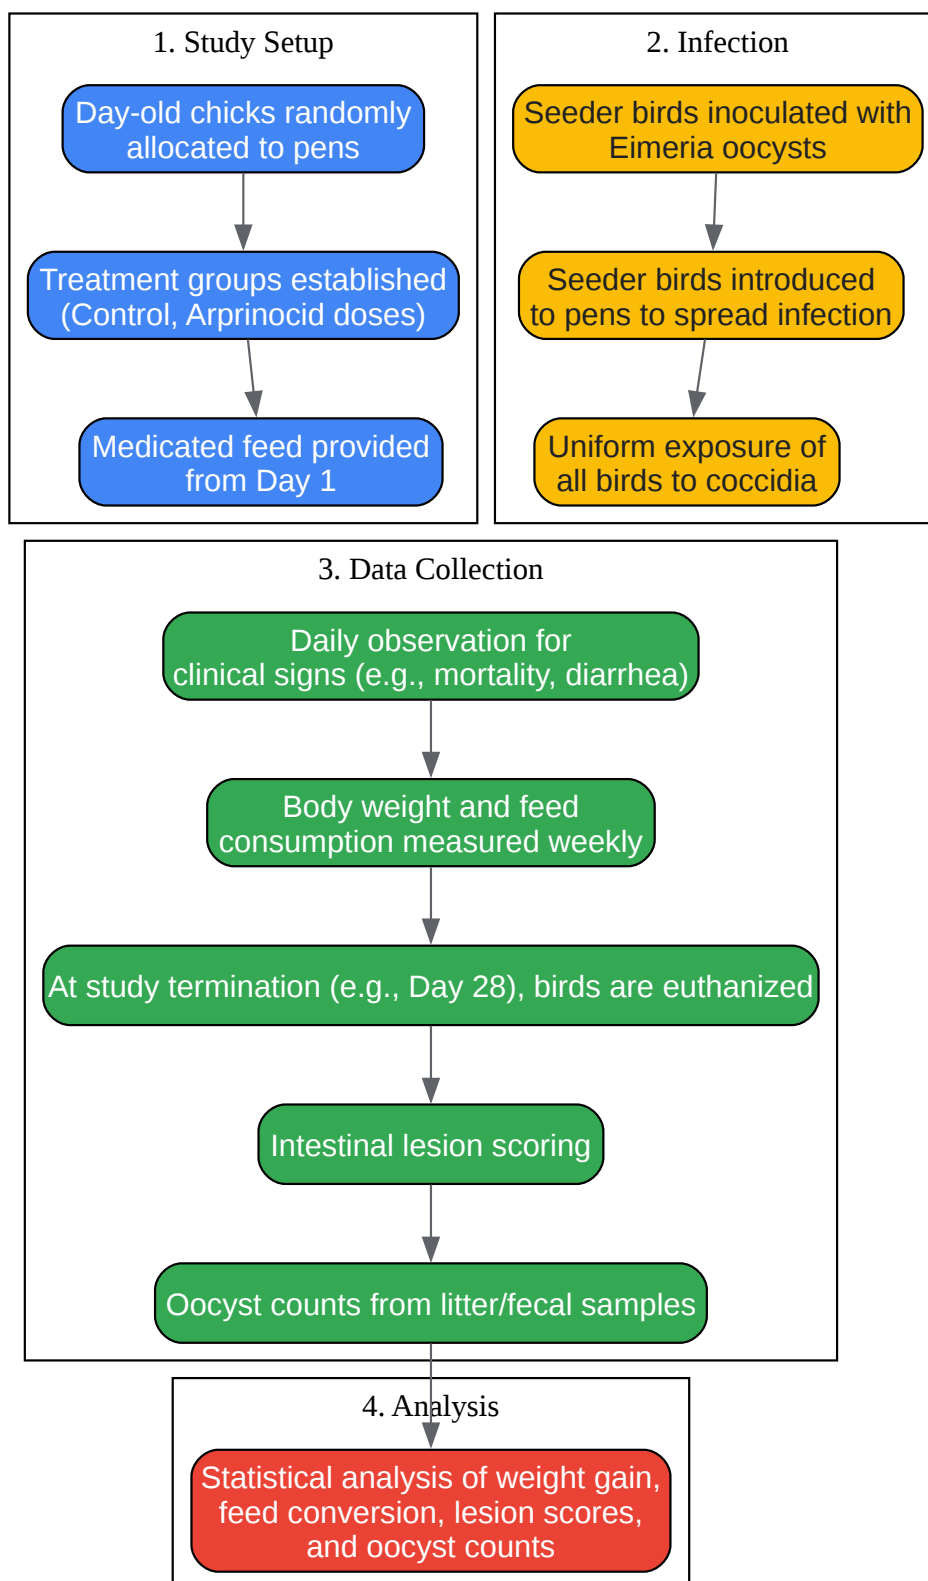 1. Study Setup
Day-old chicks randomly
allocated to pens
Treatment groups established
(Control, Arprinocid doses)
Medicated feed provided
from Day 1
2. Infection
Seeder birds inoculated with
Eimeria oocysts
Seeder birds introduced
to pens to spread infection
Uniform exposure of
all birds to coccidia
3. Data Collection
Daily observation for
clinical signs (e.g., mortality, diarrhea)
Body weight and feed
consumption measured weekly
At study termination (e.g., Day 28), birds are euthanized
Intestinal lesion scoring
Oocyst counts from litter/fecal samples
4. Analysis
Statistical analysis of weight gain,
feed conversion, lesion scores,
and oocyst counts